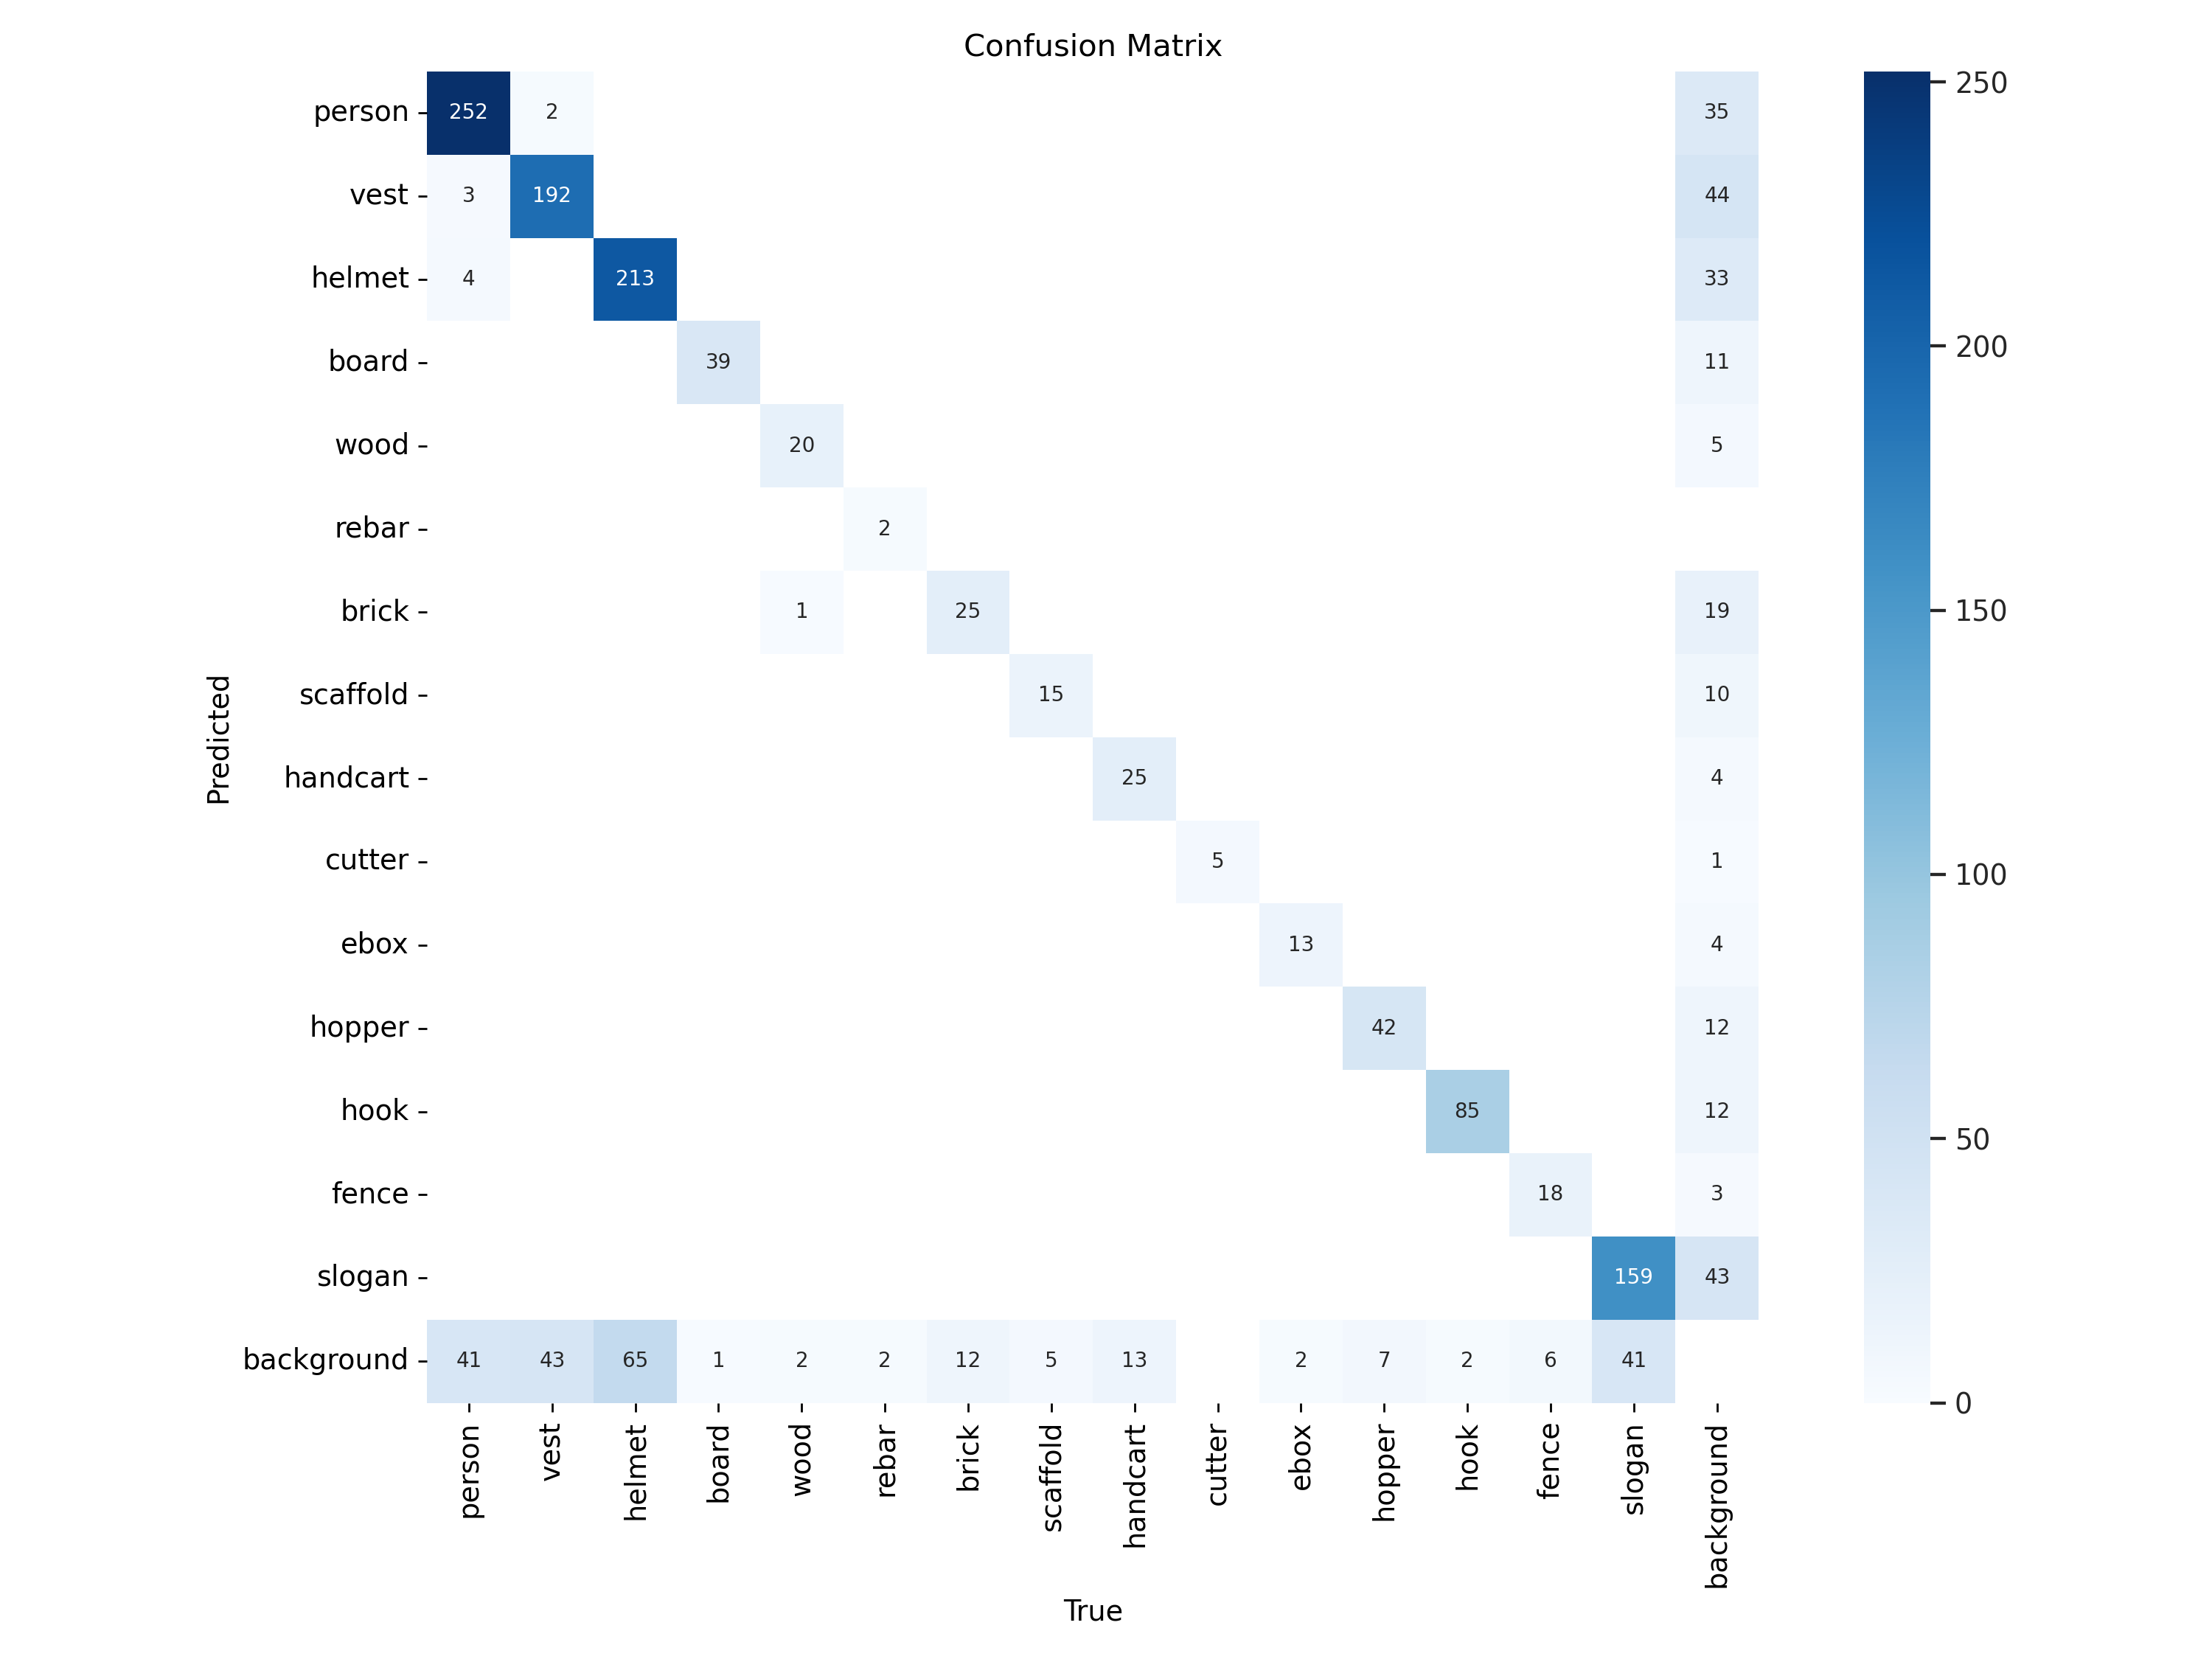 Confusion Matrix
person 252 2 35
vest 3 192 44
helmet 4 213 33
board 39 11
wood 20 5
rebar 2
brick 1 25 19
scaffold 15 10
handcart 25 4
cutter 5 1
ebox 13 4
hopper 42 12
hook 85 12
fence 18 3
slogan 159 43
background 41 43 65 1 2 2 12 5 13 2 7 2 6 41
person vest helmet board wood rebar brick scaffold handcart cutter ebox hopper hook fence slogan background
True
Predicted
250
200
150
100
50
0